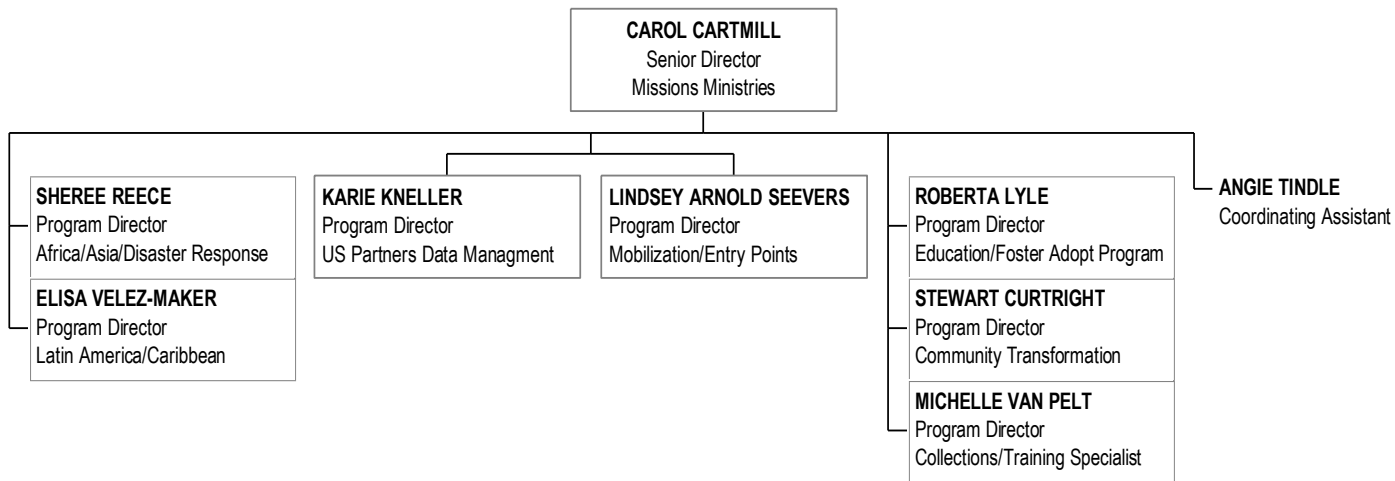 CAROL CARTMILL
Senior Director
Missions Ministries
SHEREE REECE
Program Director
Africa/Asia/Disaster Response
ELISA VELEZ-MAKER
Program Director
Latin America/Caribbean
KARIE KNELLER
Program Director
US Partners Data Managment
LINDSEY ARNOLD SEEVERS
Program Director
Mobilization/Entry Points
ROBERTA LYLE
Program Director
Education/Foster Adopt Program
STEWART CURTRIGHT
Program Director
Community Transformation
MICHELLE VAN PELT
Program Director
Collections/Training Specialist
ANGIE TINDLE
Coordinating Assistant